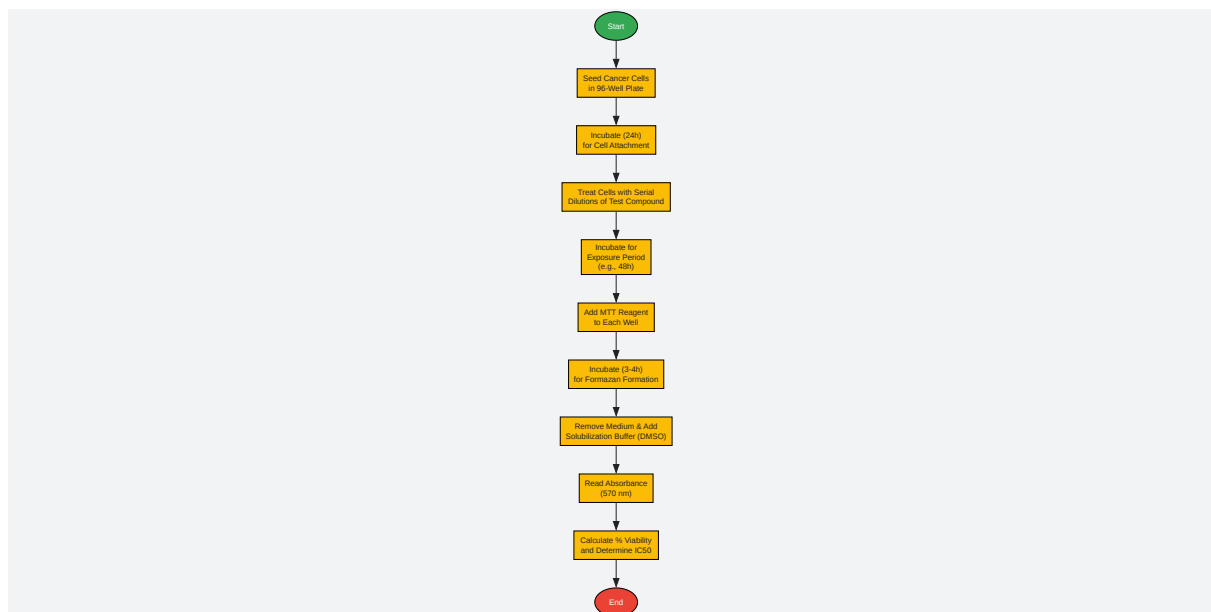 Start
Seed Cancer Cells
in 96-Well Plate
Incubate (24h)
for Cell Attachment
Treat Cells with Serial
Dilutions of Test Compound
Incubate for
Exposure Period
(e.g., 48h)
Add MTT Reagent
to Each Well
Incubate (3-4h)
for Formazan Formation
Remove Medium & Add
Solubilization Buffer (DMSO)
Read Absorbance
(570 nm)
Calculate % Viability
and Determine IC50
End